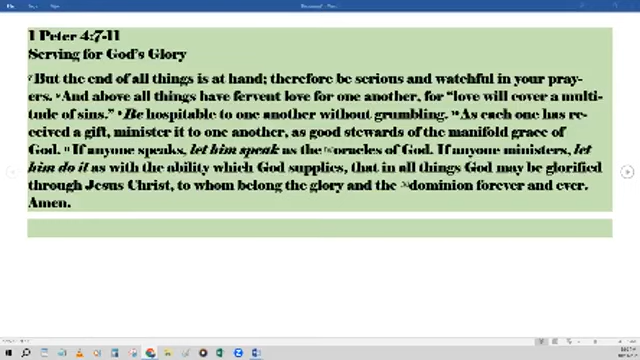 1 Peter 4:7-11
Serving for God's Glory
7 But the end of all things is at hand; therefore be serious and watchful in your pray-
ers. 8 And above all things have fervent love for one another, for "love will cover a multi-
tude of sins." 9 Be hospitable to one another without grumbling. 10 As each one has re-
ceived a gift, minister it to one another, as good stewards of the manifold grace of
God. 11 If anyone speaks, let him speak as the oracles of God. If anyone ministers, let
him do it as with the ability which God supplies, that in all things God may be glorified
through Jesus Christ, to whom belong the glory and the dominion forever and ever.
Amen.